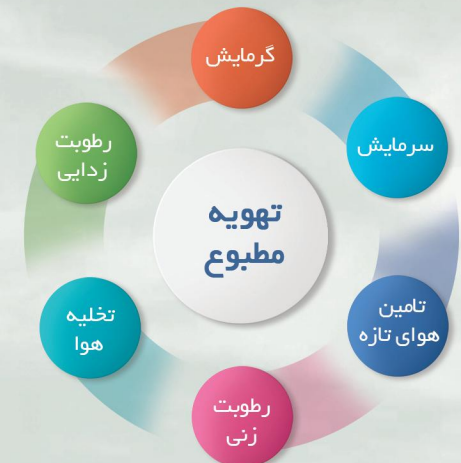 گرمایش
سرمایش
تامین
هوای تازه
رطوبت
زنی
تخلیه
هوا
رطوبت
زدایی
تهویه
مطبوع